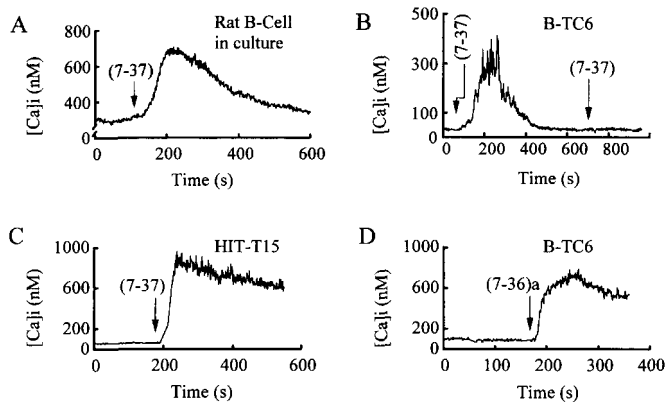 A
Rat B-Cell
in culture
(7-37)
[Ca]i (nM)
800
600
400
200
0
0 200 400 600
Time (s)
B
B-TC6
(7-37)
(7-37)
[Ca]i (nM)
500
300
100
0
0 200 400 600 800
Time (s)
C
HIT-T15
(7-37)
[Ca]i (nM)
1000
600
200
0
0 200 400 600
Time (s)
D
B-TC6
(7-36)a
[Ca]i (nM)
1000
600
200
0
0 100 200 300 400
Time (s)